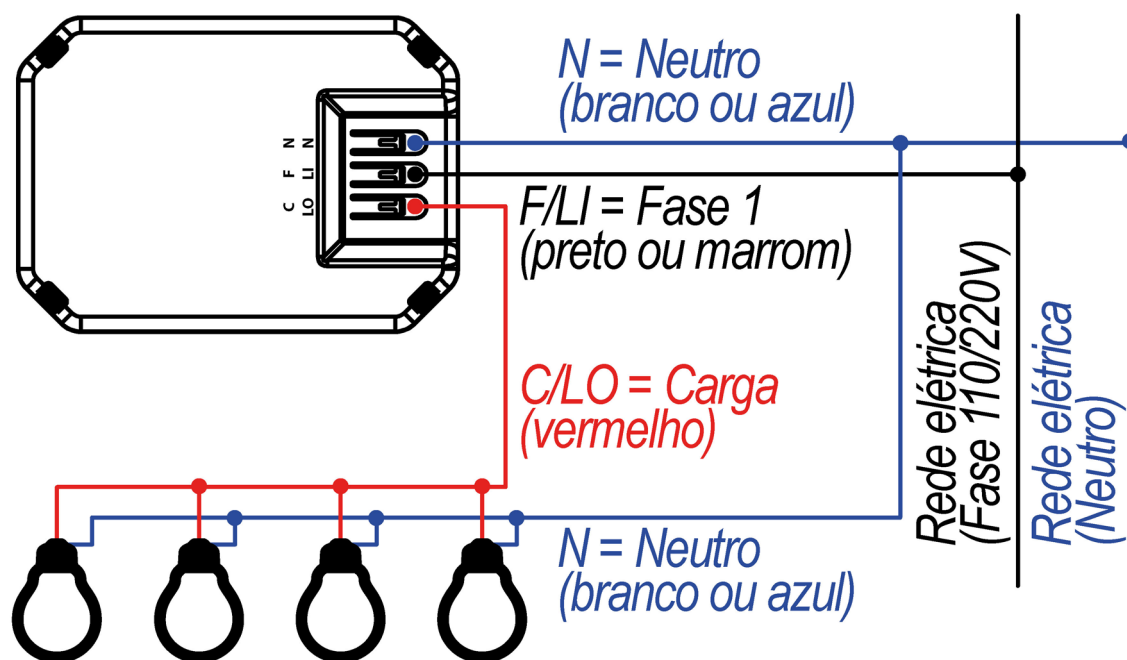 N = Neutro
(branco ou azul)
N N
F LI
C LO
F/LI = Fase 1
(preto ou marrom)
C/LO = Carga
(vermelho)
Rede elétrica
(Fase 110/220V)
Rede elétrica
(Neutro)
N = Neutro
(branco ou azul)